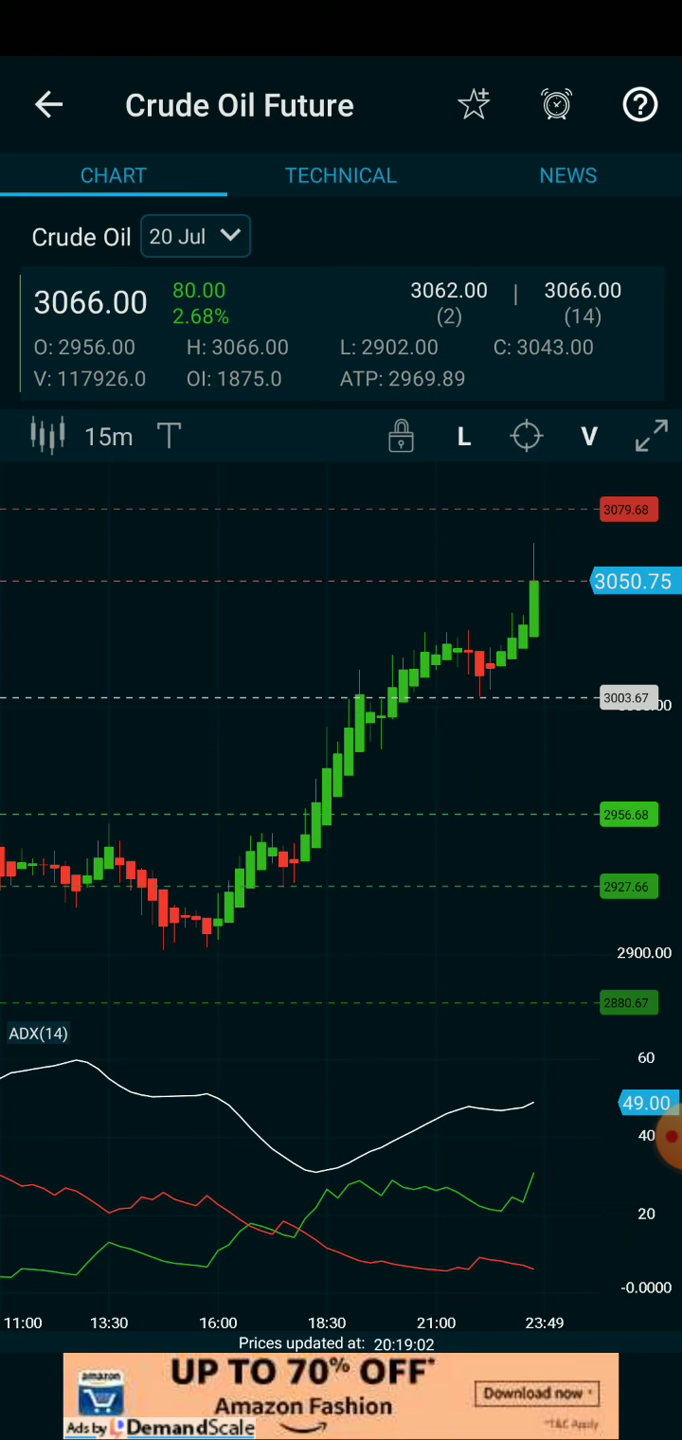 Crude Oil Future
CHART TECHNICAL NEWS
Crude Oil 20 Jul
3066.00 80.00 3062.00 | 3066.00
2.68% (2) (14)
O: 2956.00 H: 3066.00 L: 2902.00 C: 3043.00
V: 117926.0 OI: 1875.0 ATP: 2969.89
15m T L V
3079.68
3050.75
3003.67
2956.68
2927.66
2900.00
2880.67
ADX(14)
60
49.00
40
20
-0.0000
11:00 13:30 16:00 18:30 21:00 23:49
Prices updated at: 20:19:02
amazon
UP TO 70% OFF*
Amazon Fashion
Download now
*T&C Apply
Ads by DemandScale